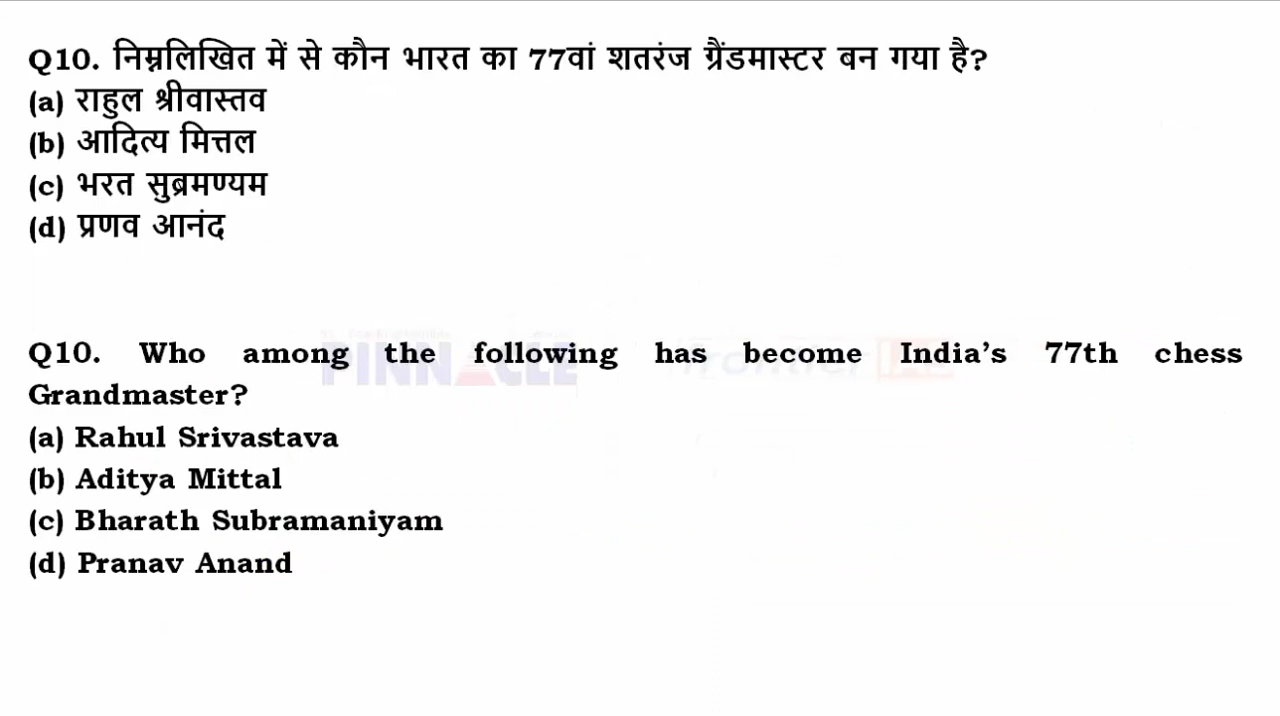 Q10. निम्नलिखित में से कौन भारत का 77वां शतरंज ग्रैंडमास्टर बन गया है?
(a) राहुल श्रीवास्तव
(b) आदित्य मित्तल
(c) भरत सुब्रमण्यम
(d) प्रणव आनंद
PINNACLE
Q10. Who among the following has become India’s 77th chess
Grandmaster?
(a) Rahul Srivastava
(b) Aditya Mittal
(c) Bharath Subramaniyam
(d) Pranav Anand